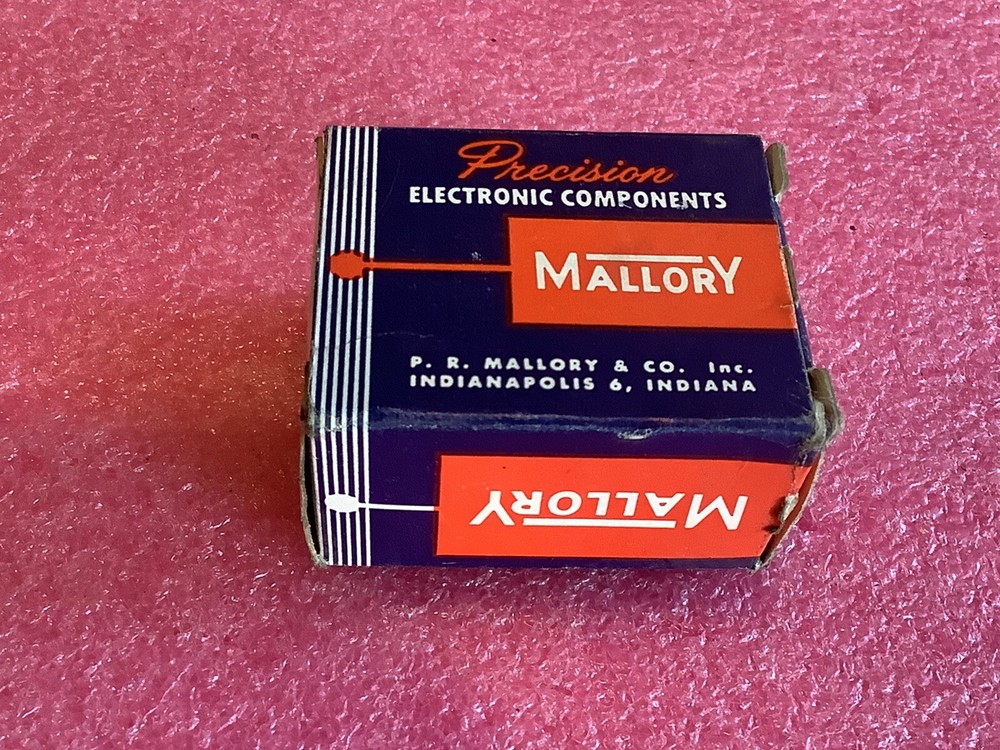 Precision
ELECTRONIC COMPONENTS
MALLORY
P. R. MALLORY & CO. Inc.
INDIANAPOLIS 6, INDIANA
MALLORY